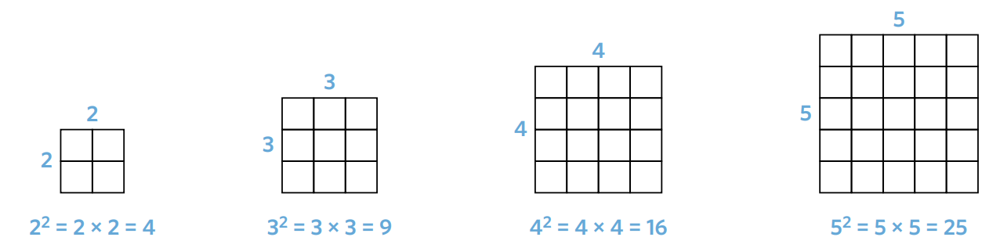 2
2
2² = 2 × 2 = 4
3
3
3² = 3 × 3 = 9
4
4
4² = 4 × 4 = 16
5
5
5² = 5 × 5 = 25